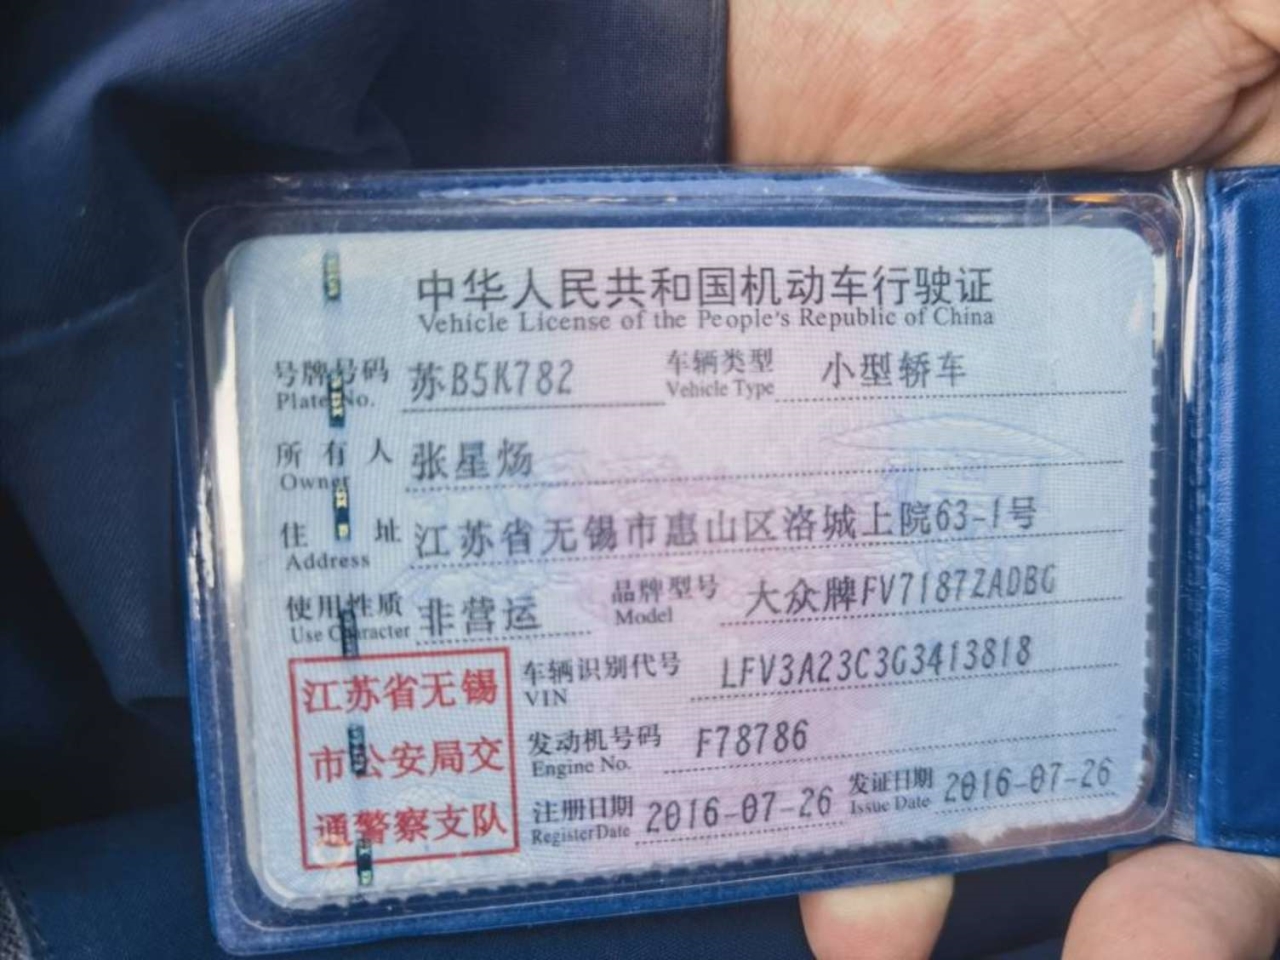 中华人民共和国机动车行驶证
Vehicle License of the People's Republic of China
号牌号码 苏B5K782 车辆类型 小型轿车
Plate No. Vehicle Type
所有人 张星炀
Owner
住址 江苏省无锡市惠山区洛城上院63-1号
Address
使用性质 非营运 品牌型号 大众牌FV7187ZADBG
Use Character Model
江苏省无锡
市公安局交
通警察支队
车辆识别代号 LFV3A23C3G3413818
VIN
发动机号码 F78786
Engine No.
注册日期 2016-07-26 发证日期 2016-07-26
Register Date Issue Date